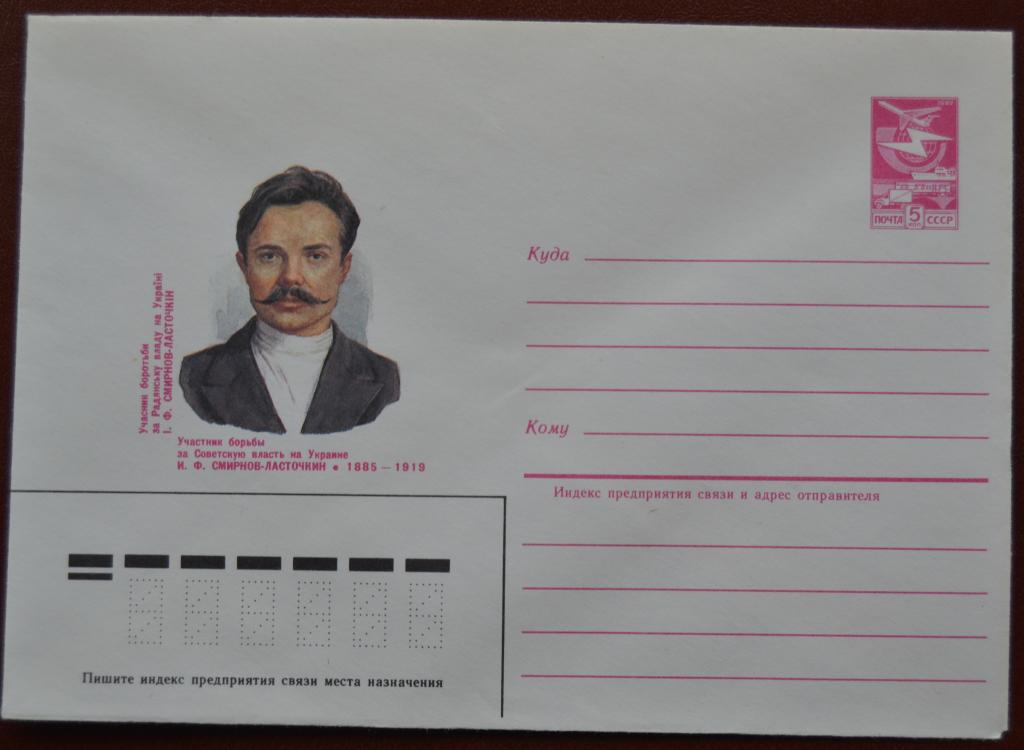 Учасник боротьби
за Радянську владу на Україні
І. Ф. СМИРНОВ-ЛАСТОЧКІН
Участник борьбы
за Советскую власть на Украине
И. Ф. СМИРНОВ-ЛАСТОЧКИН • 1885 – 1919
ПОЧТА 5 КОП СССР
Куда
Кому
Индекс предприятия связи и адрес отправителя
Пишите индекс предприятия связи места назначения